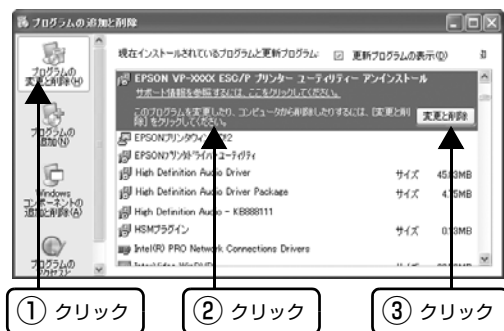 プログラムの追加と削除
プログラムの
変更と削除(H)
プログラムの
追加(N)
Windows
コンポーネントの
追加と削除(A)
プログラムの
現在インストールされているプログラムと更新プログラム:
更新プログラムの表示(D)
EPSON VP-XXXX ESC/P プリンター ユーティリティー アンインストール
サポート情報を参照するには、ここをクリックしてください。
このプログラムを変更したり、コンピュータから削除したりするには、[変更と削除] をクリックしてください。
変更と削除
EPSONプリンタウィンドウ!2
EPSONプリンタドライバ・ユーティリティ
High Definition Audio Driver サイズ
High Definition Audio Driver Package サイズ
High Definition Audio - KB888111
HSMプラグイン サイズ
Intel(R) PRO Network Connections Drivers
① クリック
② クリック
③ クリック